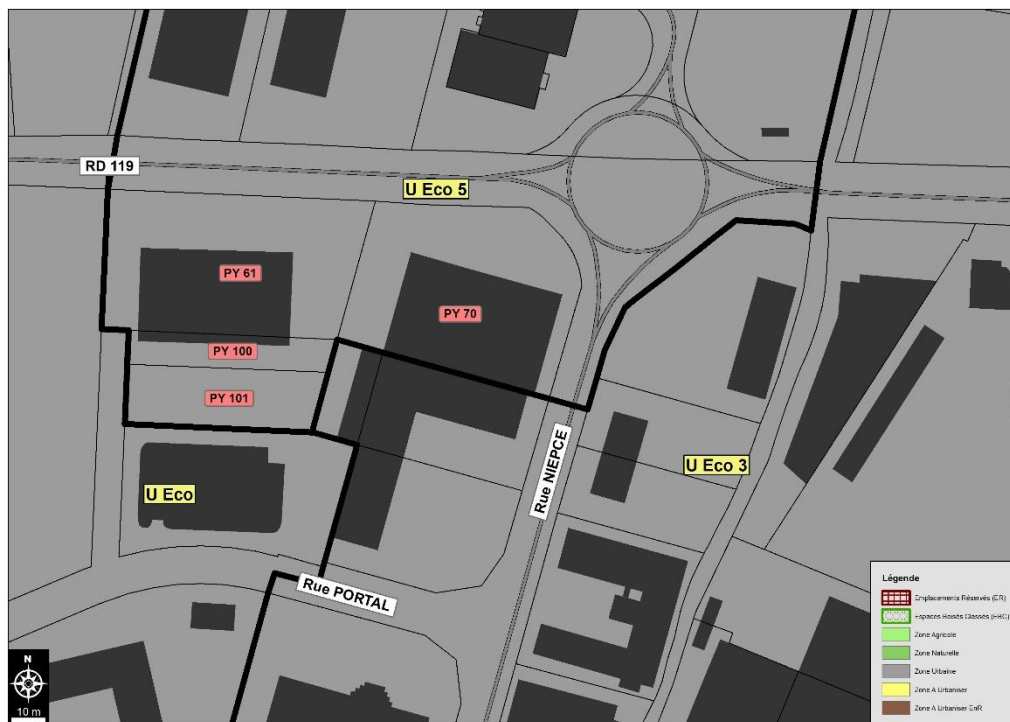 RD 119
U Eco 5
PY 61
PY 70
PY 100
PY 101
Rue NIEPCE
U Eco 3
U Eco
Rue PORTAL
Légende
Emplacements Réservés (ER)
Espaces Boisés Classés (EBC)
Zone Agricole
Zone Naturelle
Zone Urbaine
Zone A Urbaniser
Zone A Urbaniser EnR
N
10 m